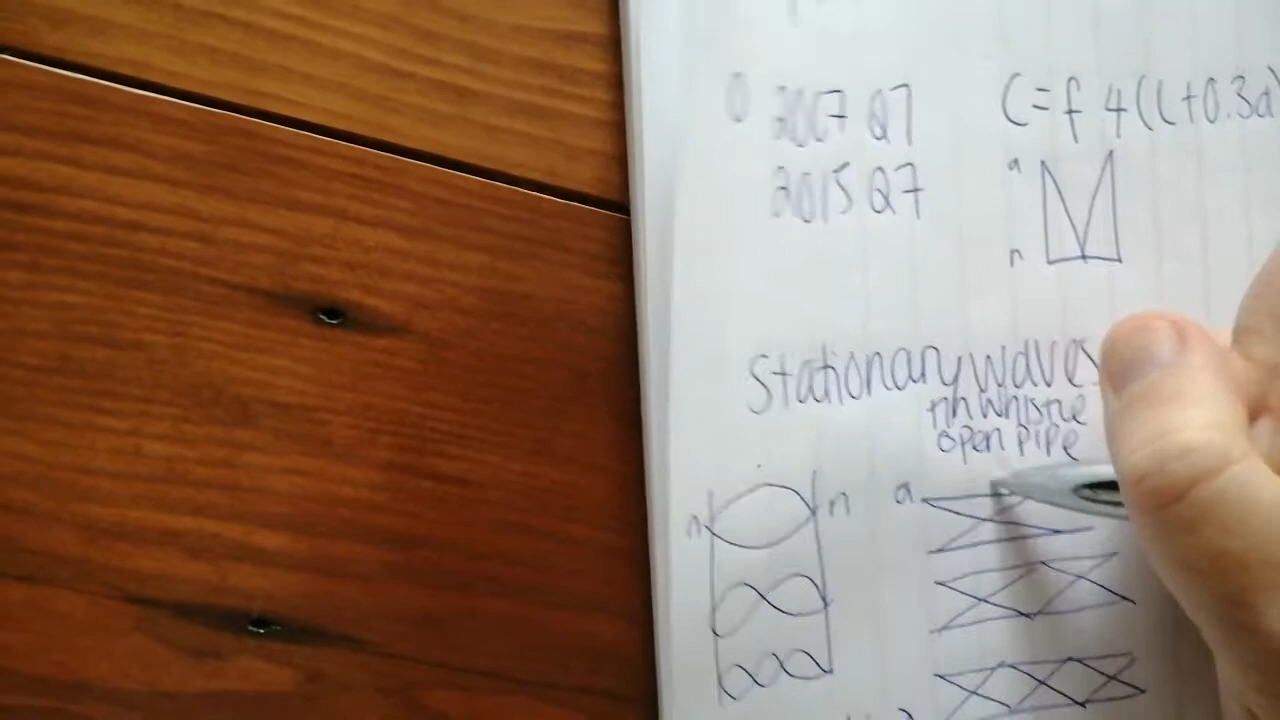 2007 Q7
2015 Q7
C=f 4(l+0.3d)
a
n
Stationary waves
tin whistle
open pipe
n
n
a